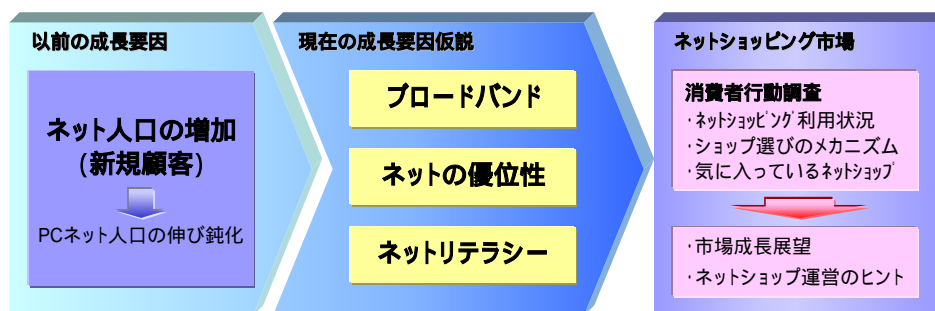 以前の成長要因
ネット人口の増加
(新規顧客)
PCネット人口の伸び鈍化
現在の成長要因仮説
ブロードバンド
ネットの優位性
ネットリテラシー
ネットショッピング市場
消費者行動調査
・ネットショッピング利用状況
・ショップ選びのメカニズム
・気に入っているネットショップ
・市場成長展望
・ネットショップ運営のヒント